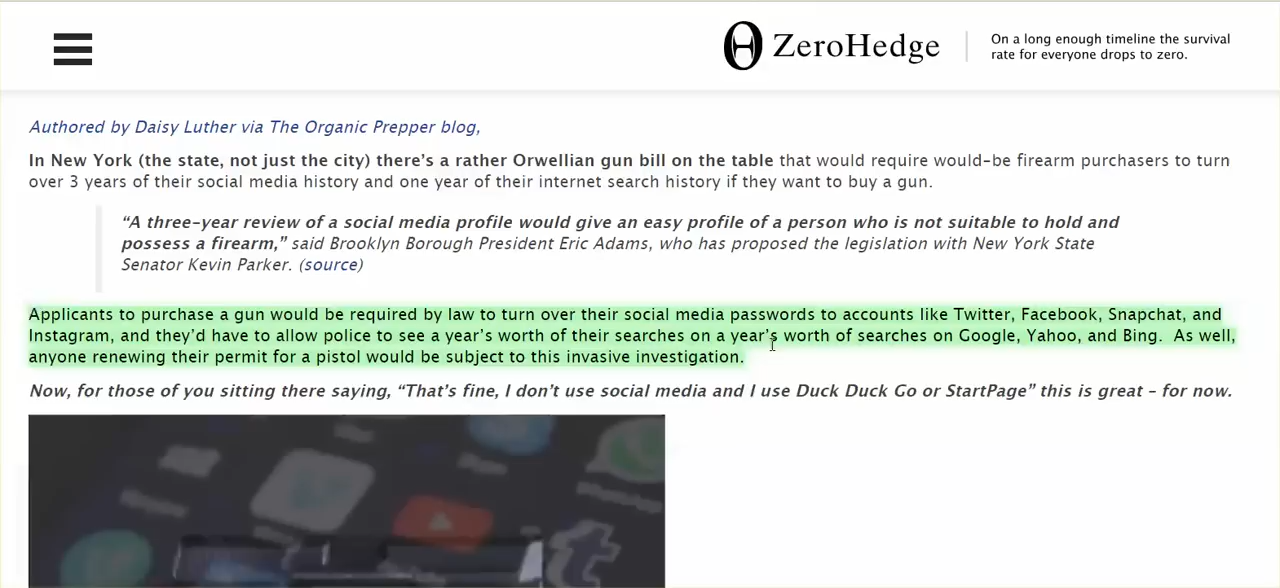 ZeroHedge
On a long enough timeline the survival
rate for everyone drops to zero.
Authored by Daisy Luther via The Organic Prepper blog,
In New York (the state, not just the city) there's a rather Orwellian gun bill on the table that would require would-be firearm purchasers to turn
over 3 years of their social media history and one year of their internet search history if they want to buy a gun.
“A three-year review of a social media profile would give an easy profile of a person who is not suitable to hold and
possess a firearm,” said Brooklyn Borough President Eric Adams, who has proposed the legislation with New York State
Senator Kevin Parker. (source)
Applicants to purchase a gun would be required by law to turn over their social media passwords to accounts like Twitter, Facebook, Snapchat, and
Instagram, and they'd have to allow police to see a year's worth of their searches on a year's worth of searches on Google, Yahoo, and Bing. As well,
anyone renewing their permit for a pistol would be subject to this invasive investigation.
Now, for those of you sitting there saying, “That's fine, I don't use social media and I use Duck Duck Go or StartPage” this is great – for now.